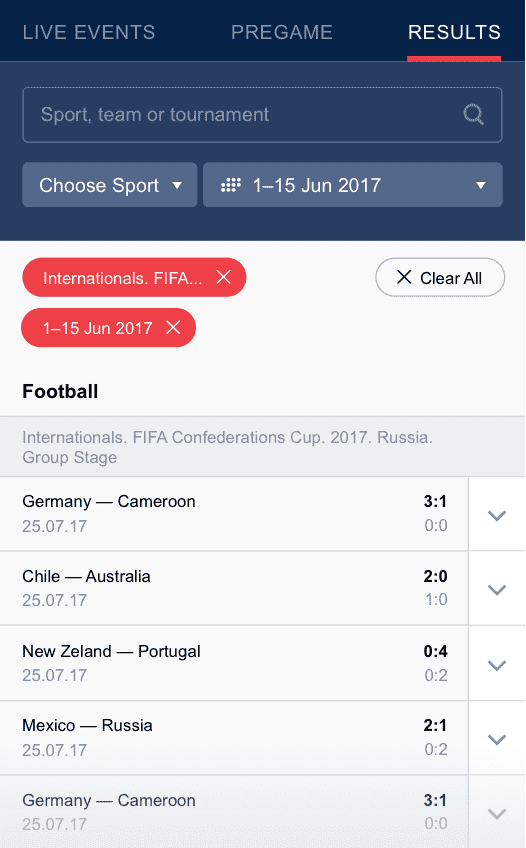 LIVE EVENTS PREGAME RESULTS
Sport, team or tournament
Choose Sport 1–15 Jun 2017
Internationals. FIFA... Clear All
1–15 Jun 2017
Football
Internationals. FIFA Confederations Cup. 2017. Russia.
Group Stage
Germany — Cameroon 3:1
25.07.17 0:0
Chile — Australia 2:0
25.07.17 1:0
New Zeland — Portugal 0:4
25.07.17 0:2
Mexico — Russia 2:1
25.07.17 0:2
Germany — Cameroon 3:1
25.07.17 0:0